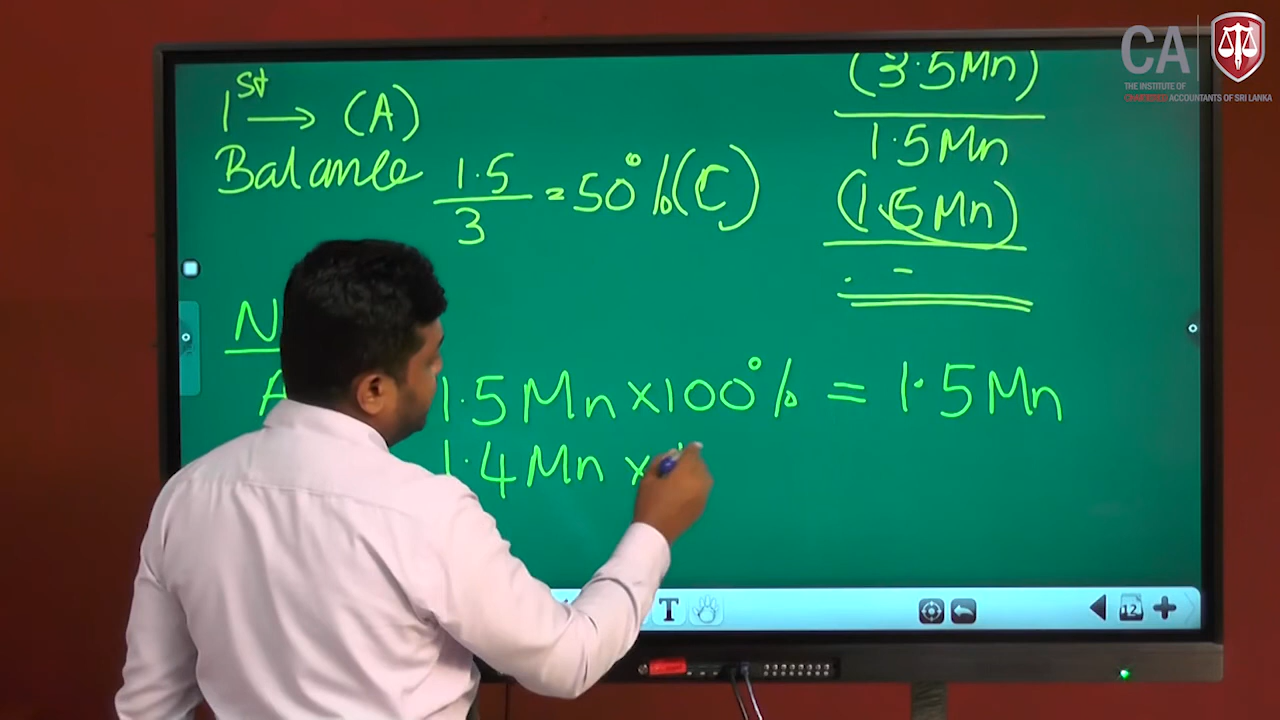 CA
THE INSTITUTE OF
CHARTERED ACCOUNTANTS OF SRI LANKA
1st → (A)
Balance 1.5/3 = 50%(C)
(3.5Mn)
1.5Mn
(1.5Mn)
-
N
A 1.5Mn×100% = 1.5Mn
1.4Mn ×
T
12